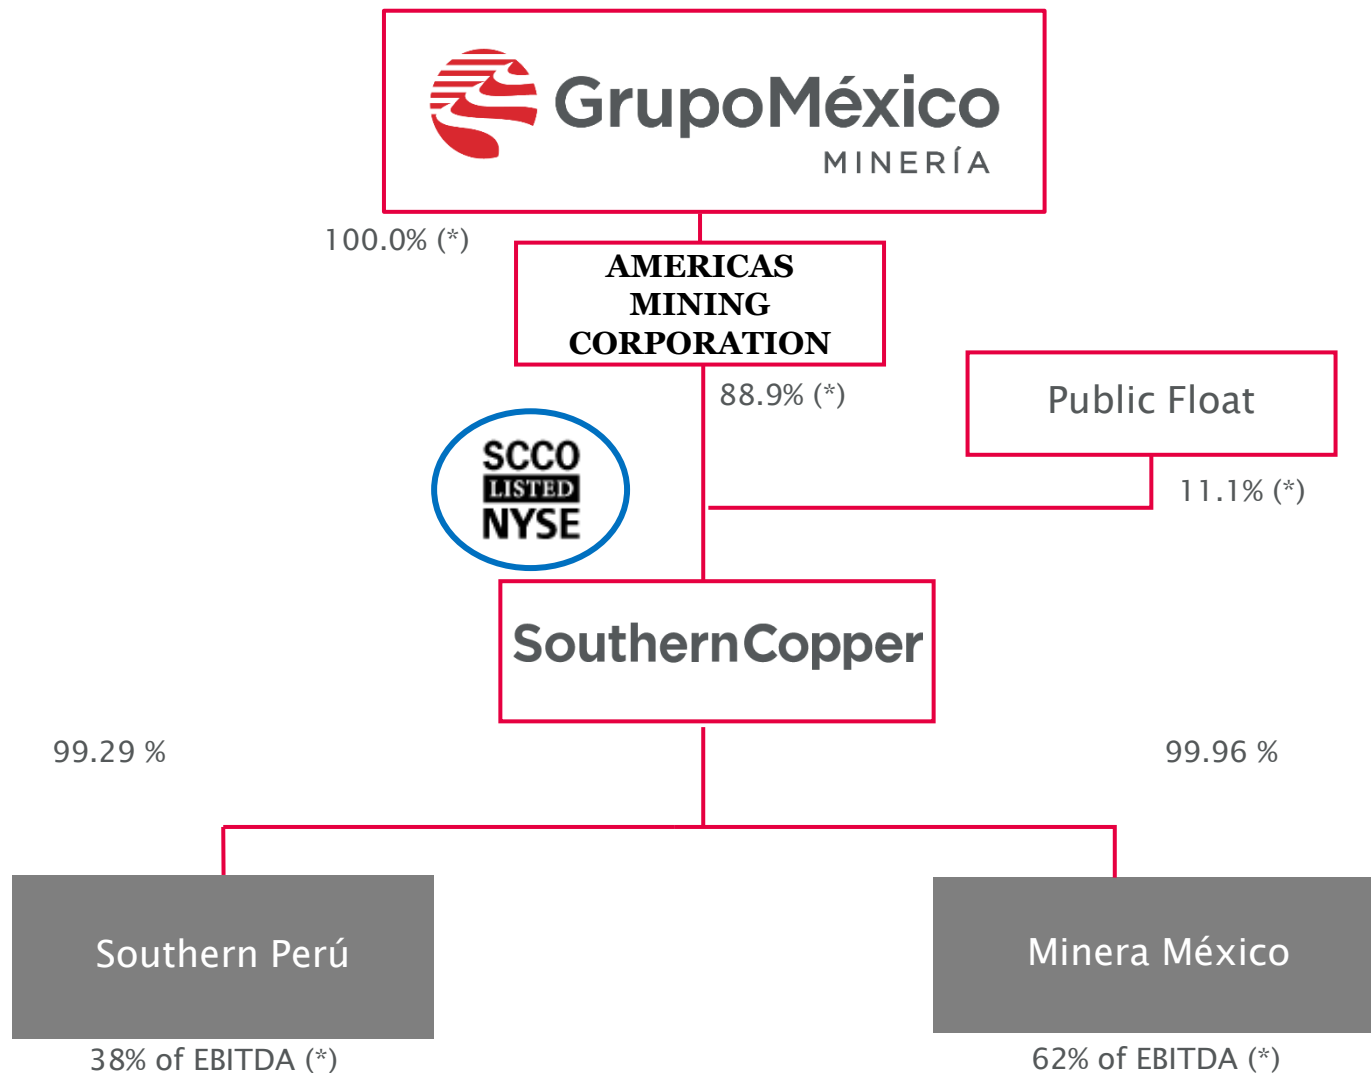 GrupoMéxico
MINERÍA
100.0% (*)
AMERICAS
MINING
CORPORATION
88.9% (*)
Public Float
11.1% (*)
SCCO
LISTED
NYSE
SouthernCopper
99.29 %
99.96 %
Southern Perú
Minera México
38% of EBITDA (*)
62% of EBITDA (*)